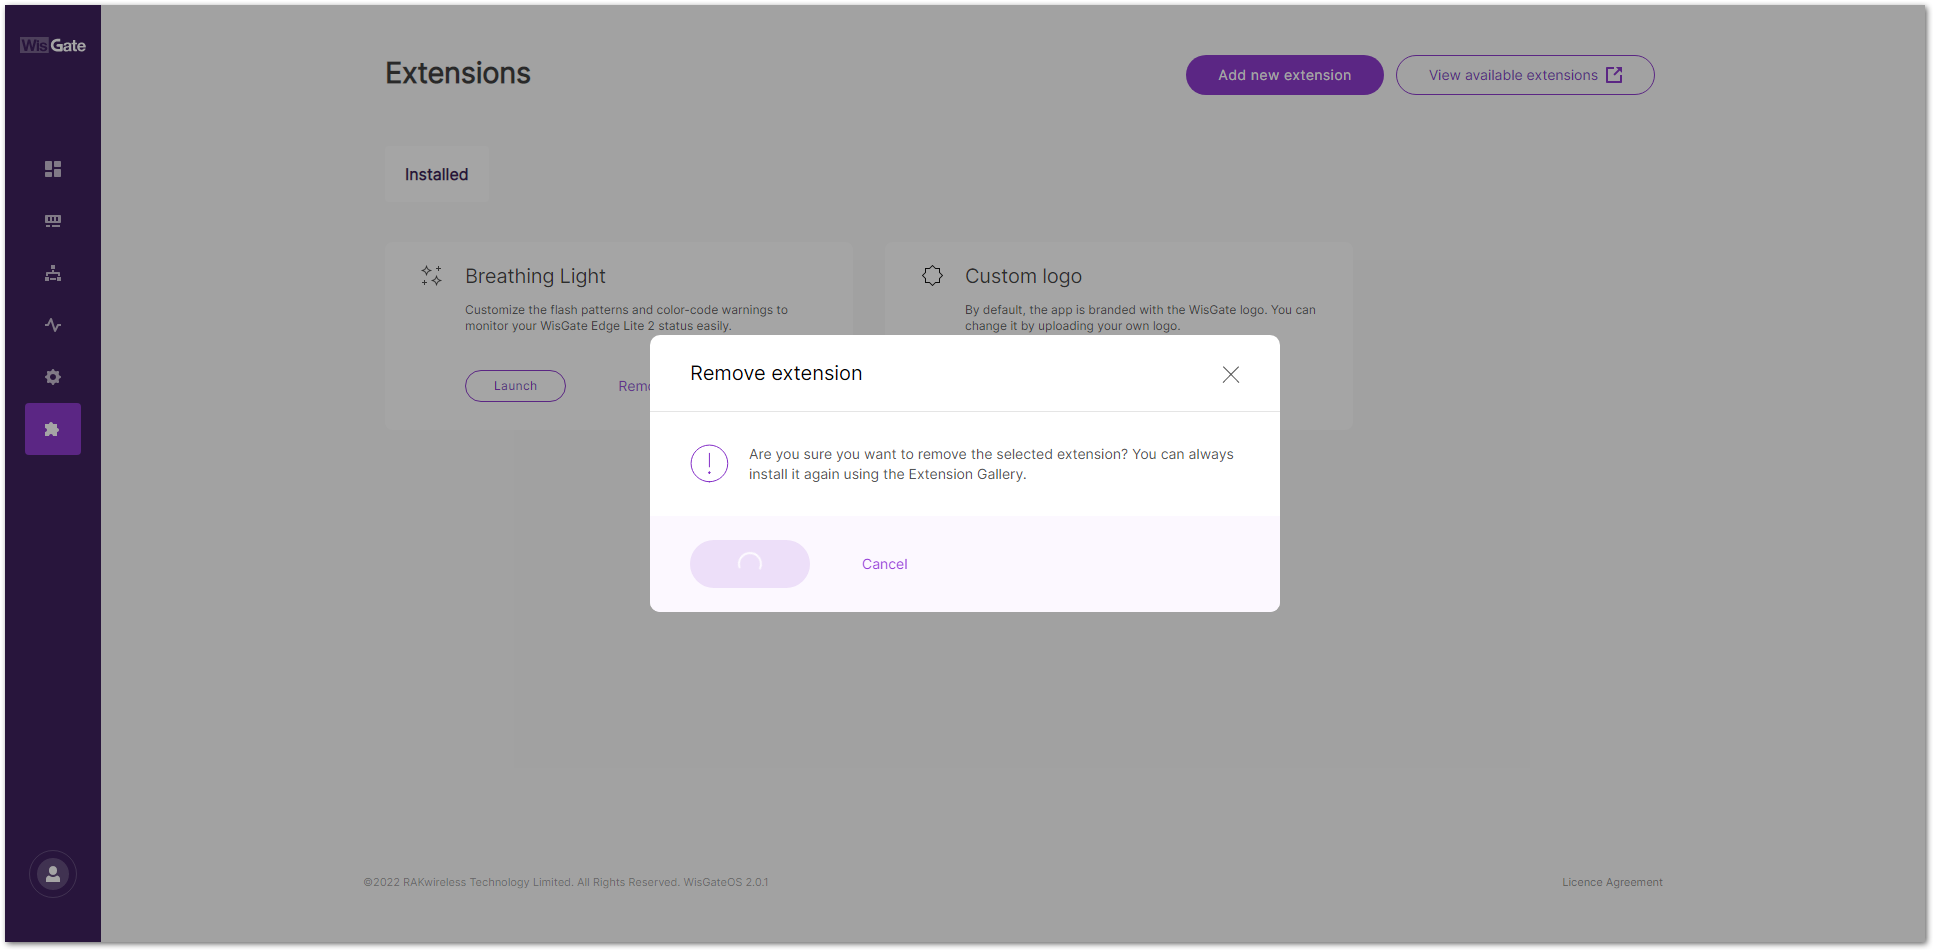 WisGate
Extensions
Add new extension
View available extensions
Installed
Breathing Light
Customize the flash patterns and color-code warnings to
monitor your WisGate Edge Lite 2 status easily.
Launch
Remo
Custom logo
By default, the app is branded with the WisGate logo. You can
change it by uploading your own logo.
Remove extension
Are you sure you want to remove the selected extension? You can always
install it again using the Extension Gallery.
Cancel
©2022 RAKwireless Technology Limited. All Rights Reserved. WisGateOS 2.0.1
Licence Agreement